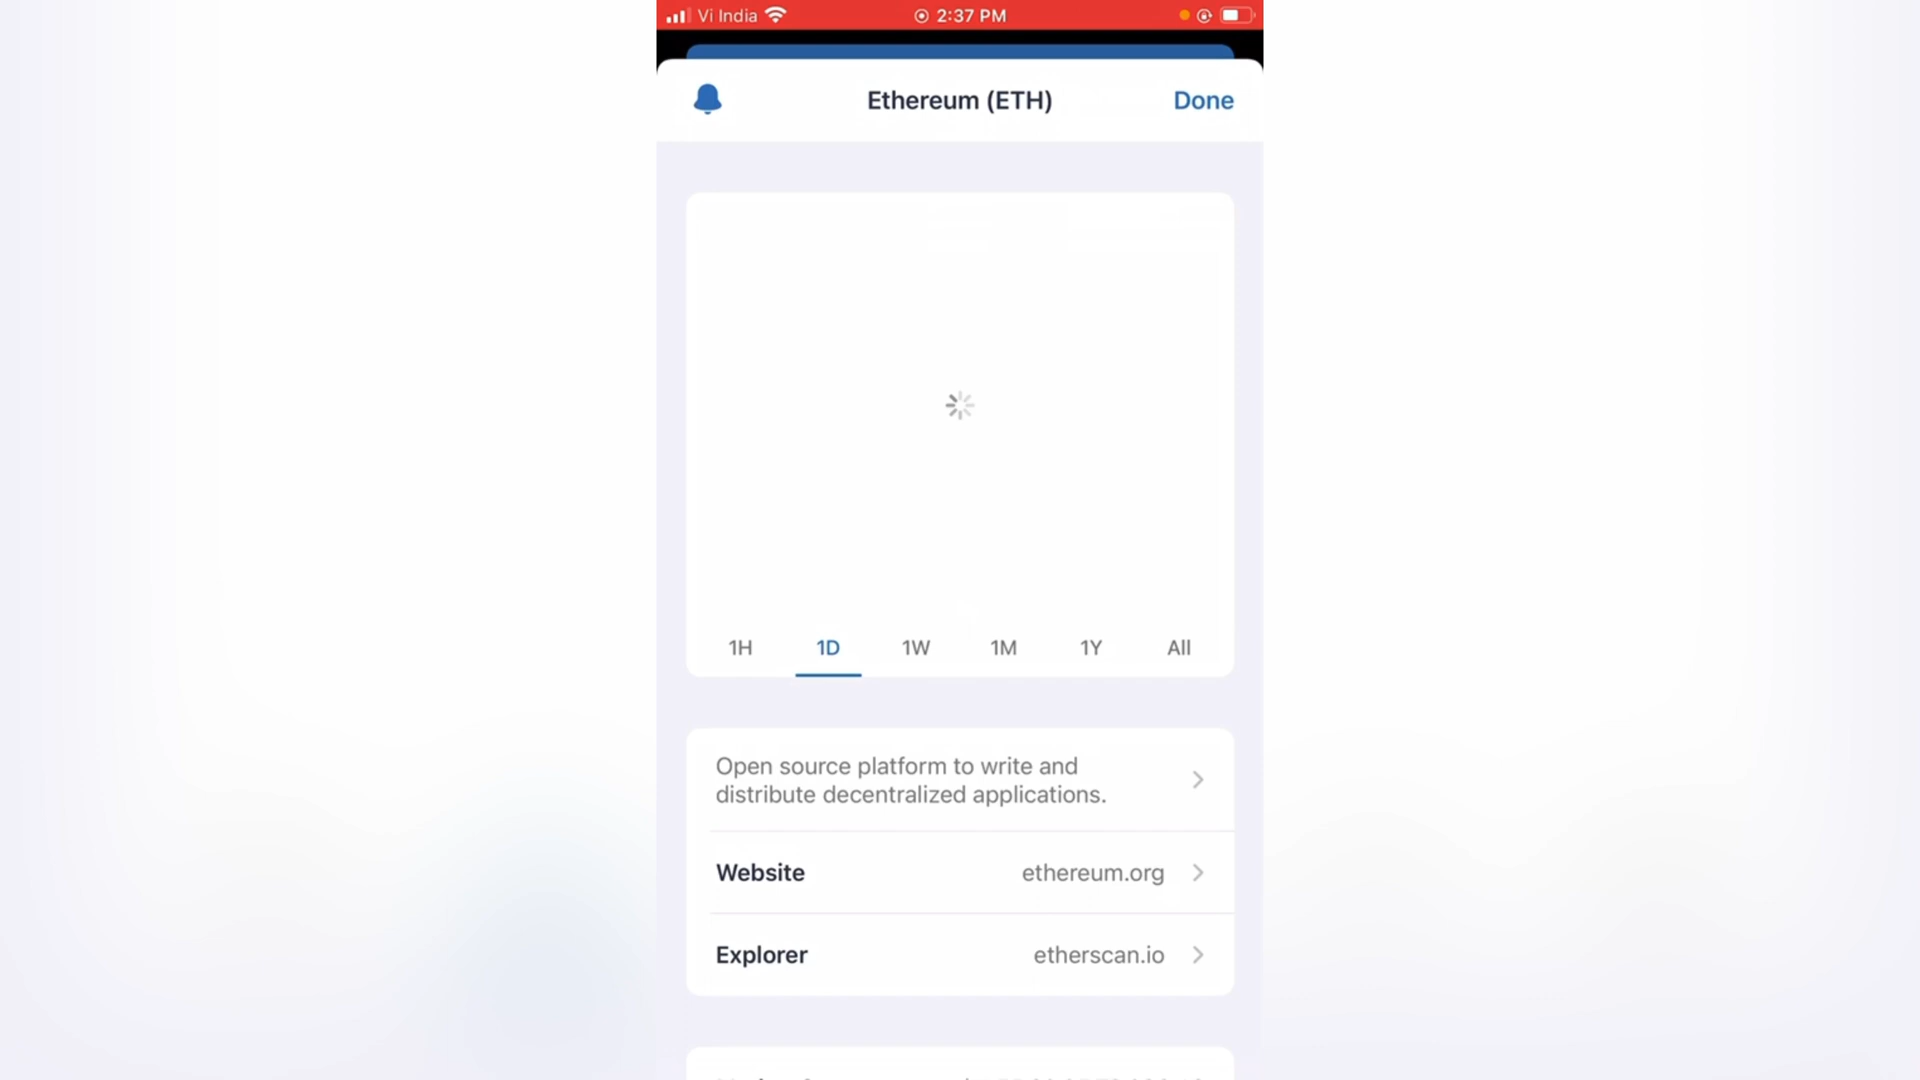 Vi India 2:37 PM
Ethereum (ETH) Done
1H 1D 1W 1M 1Y All
Open source platform to write and
distribute decentralized applications.
Website ethereum.org
Explorer etherscan.io